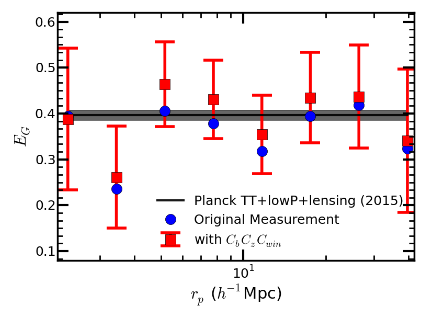 0.6
0.5
0.4
0.3
0.2
0.1
E_G
Planck TT+lowP+lensing (2015)
Original Measurement
with C_b C_z C_win
10^1
r_p (h^-1 Mpc)